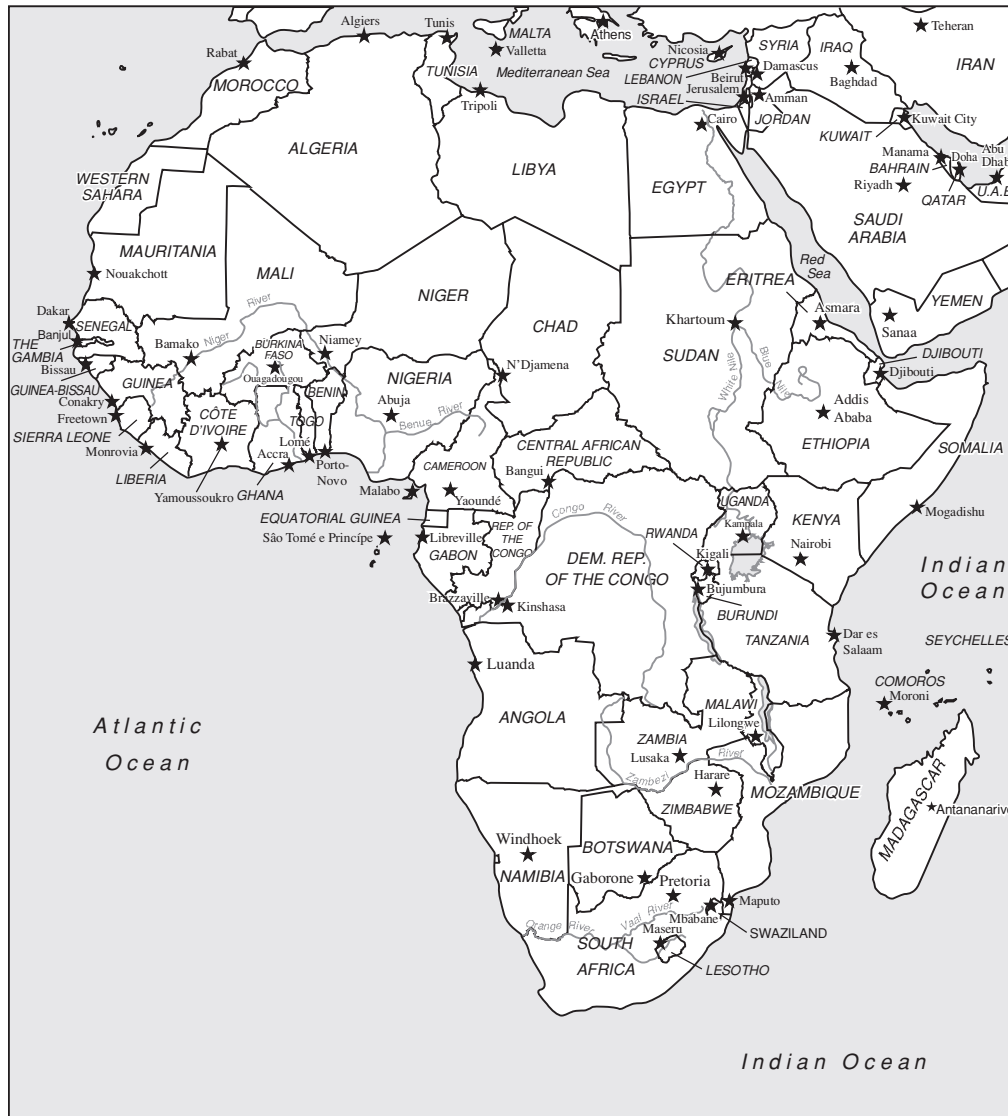 Algiers
Tunis
MALTA
Valletta
Athens
Nicosia
CYPRUS
SYRIA
IRAQ
Teheran
IRAN
Rabat
MOROCCO
TUNISIA
Mediterranean Sea
LEBANON
Beirut
Damascus
Baghdad
Jerusalem
ISRAEL
Amman
JORDAN
Tripoli
Cairo
KUWAIT
Kuwait City
ALGERIA
LIBYA
EGYPT
Manama
BAHRAIN
Doha
Abu
Dhab
Riyadh
QATAR
U.A.E
WESTERN
SAHARA
SAUDI
ARABIA
MAURITANIA
Nouakchott
MALI
NIGER
CHAD
Red
Sea
ERITREA
YEMEN
Asmara
Sanaa
Dakar
SENEGAL
Banjul
THE
GAMBIA
Bissau
GUINEA-BISSAU
Niger
River
Bamako
BURKINA
FASO
Ouagadougou
Niamey
Khartoum
SUDAN
White Nile
Blue
Nile
DJIBOUTI
Djibouti
N'Djamena
NIGERIA
Abuja
BENIN
TOGO
GUINEA
Conakry
Freetown
SIERRA LEONE
Monrovia
LIBERIA
CÔTE
D'IVOIRE
Yamoussoukro
Lomé
Accra
GHANA
Porto-
Novo
Benue River
Addis
Ababa
ETHIOPIA
SOMALIA
CENTRAL AFRICAN
REPUBLIC
Bangui
CAMEROON
Yaoundé
Malabo
EQUATORIAL GUINEA
Sâo Tomé e Princípe
Libreville
GABON
REP. OF
THE
CONGO
Congo
River
UGANDA
Kampala
KENYA
Nairobi
Mogadishu
RWANDA
Kigali
DEM. REP.
OF THE CONGO
Bujumbura
BURUNDI
TANZANIA
Indian
Ocean
Brazzaville
Kinshasa
Dar es
Salaam
SEYCHELLES
Luanda
COMOROS
Moroni
MALAWI
Lilongwe
ANGOLA
ZAMBIA
Lusaka
Zambezi
River
Atlantic
Ocean
Harare
ZIMBABWE
MOZAMBIQUE
MADAGASCAR
Antananarivo
Windhoek
NAMIBIA
BOTSWANA
Gaborone
Pretoria
Maputo
Mbabane
SWAZILAND
Orange River
Vaal River
Maseru
SOUTH
AFRICA
LESOTHO
Indian Ocean